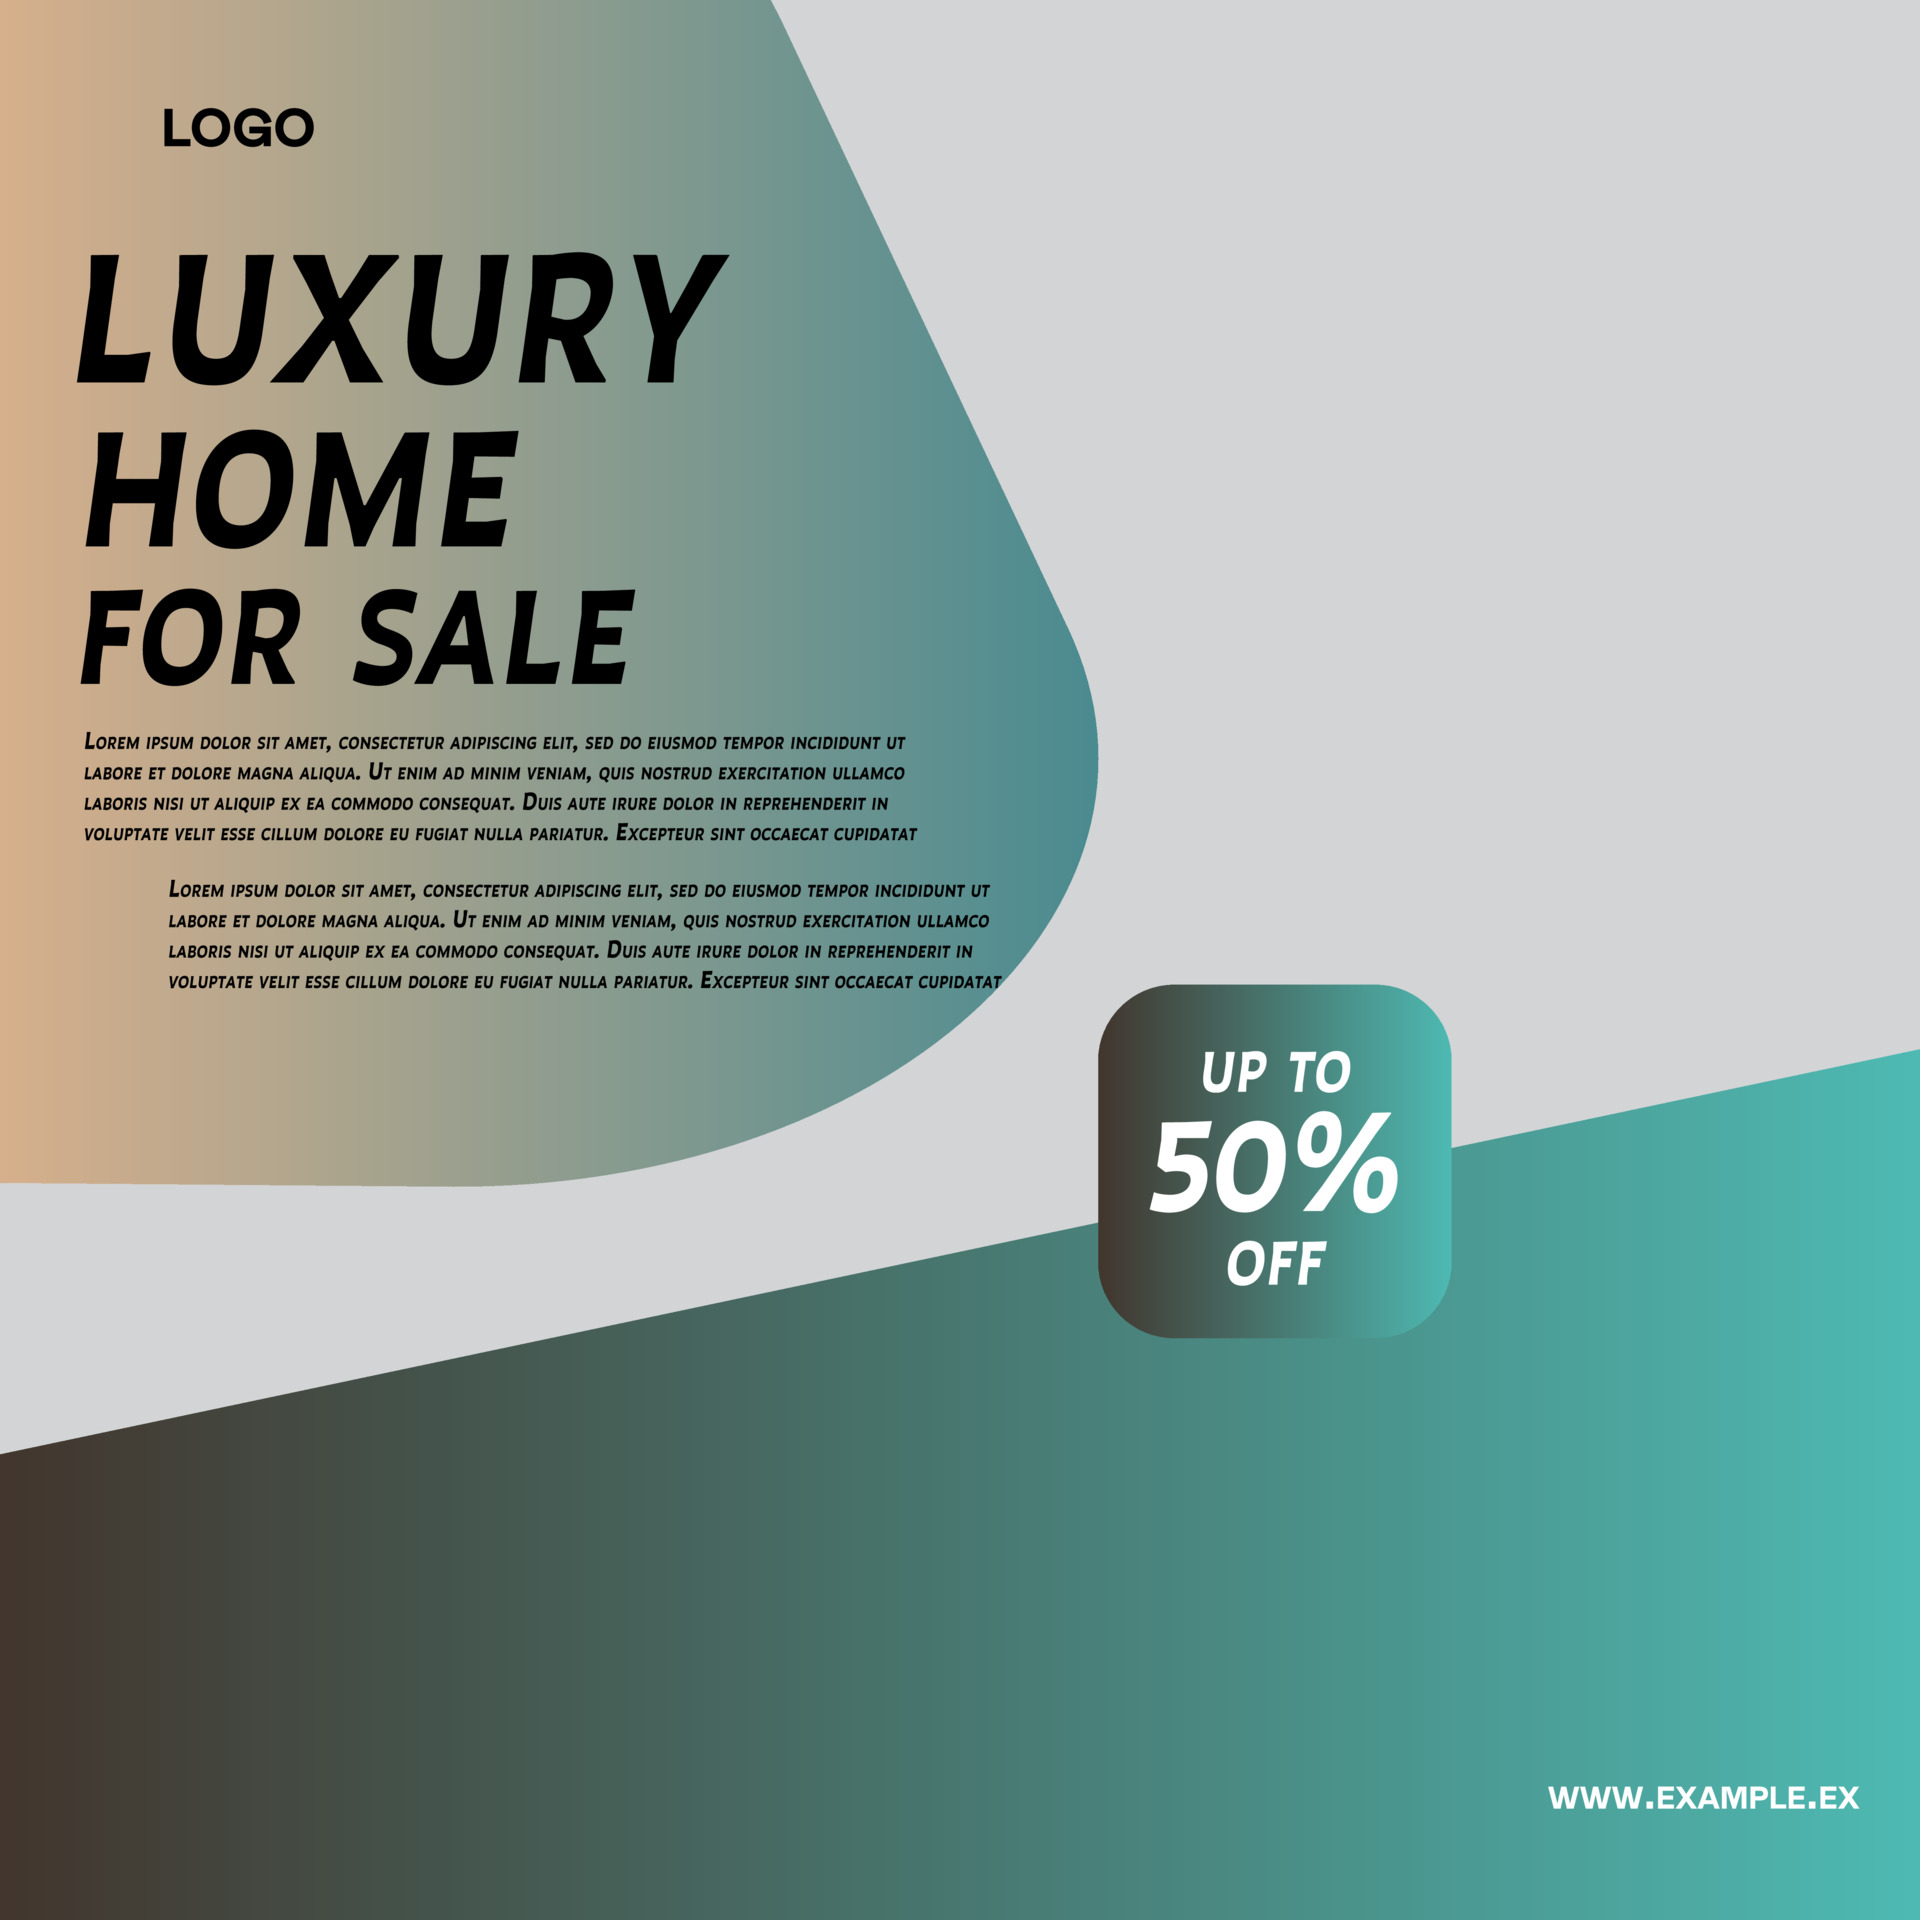 LOGO
LUXURY
HOME
FOR SALE
Lorem ipsum dolor sit amet, consectetur adipiscing elit, sed do eiusmod tempor incididunt ut
labore et dolore magna aliqua. Ut enim ad minim veniam, quis nostrud exercitation ullamco
laboris nisi ut aliquip ex ea commodo consequat. Duis aute irure dolor in reprehenderit in
voluptate velit esse cillum dolore eu fugiat nulla pariatur. Excepteur sint occaecat cupidatat
Lorem ipsum dolor sit amet, consectetur adipiscing elit, sed do eiusmod tempor incididunt ut
labore et dolore magna aliqua. Ut enim ad minim veniam, quis nostrud exercitation ullamco
laboris nisi ut aliquip ex ea commodo consequat. Duis aute irure dolor in reprehenderit in
voluptate velit esse cillum dolore eu fugiat nulla pariatur. Excepteur sint occaecat cupidatat
UP TO
50%
OFF
WWW.EXAMPLE.EX